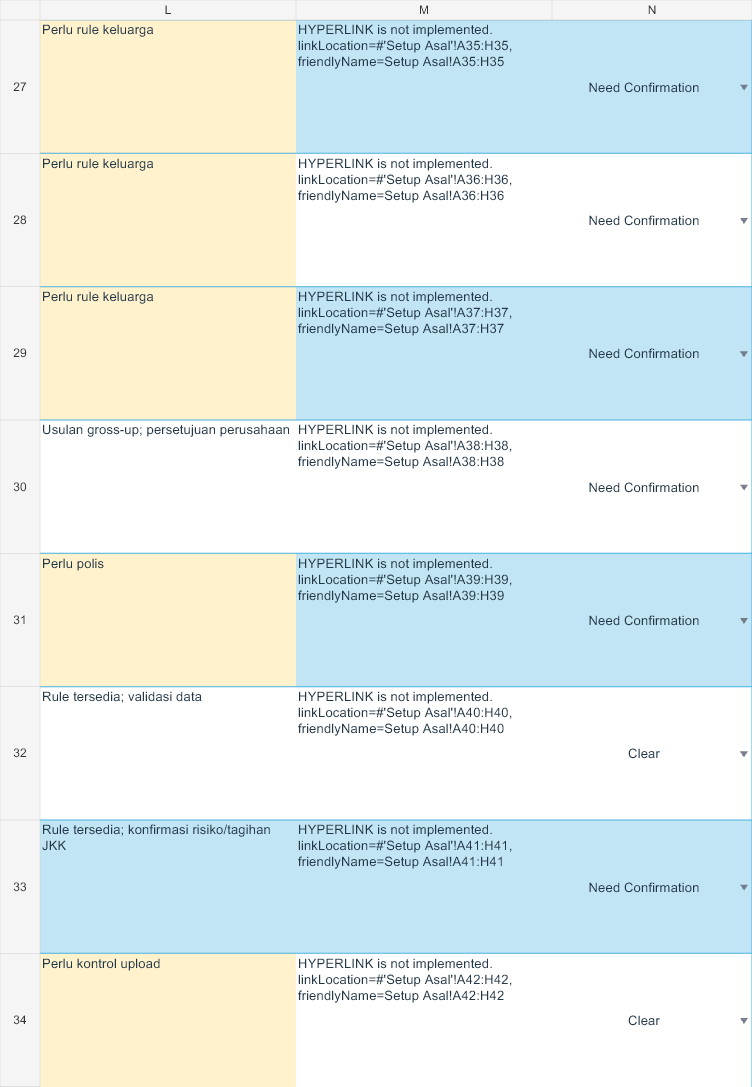 L
M
N
27
Perlu rule keluarga
HYPERLINK is not implemented.
linkLocation=#'Setup Asal'!A35:H35,
friendlyName=Setup Asal!A35:H35
Need Confirmation
28
Perlu rule keluarga
HYPERLINK is not implemented.
linkLocation=#'Setup Asal'!A36:H36,
friendlyName=Setup Asal!A36:H36
Need Confirmation
29
Perlu rule keluarga
HYPERLINK is not implemented.
linkLocation=#'Setup Asal'!A37:H37,
friendlyName=Setup Asal!A37:H37
Need Confirmation
30
Usulan gross-up; persetujuan perusahaan
HYPERLINK is not implemented.
linkLocation=#'Setup Asal'!A38:H38,
friendlyName=Setup Asal!A38:H38
Need Confirmation
31
Perlu polis
HYPERLINK is not implemented.
linkLocation=#'Setup Asal'!A39:H39,
friendlyName=Setup Asal!A39:H39
Need Confirmation
32
Rule tersedia; validasi data
HYPERLINK is not implemented.
linkLocation=#'Setup Asal'!A40:H40,
friendlyName=Setup Asal!A40:H40
Clear
33
Rule tersedia; konfirmasi risiko/tagihan
JKK
HYPERLINK is not implemented.
linkLocation=#'Setup Asal'!A41:H41,
friendlyName=Setup Asal!A41:H41
Need Confirmation
34
Perlu kontrol upload
HYPERLINK is not implemented.
linkLocation=#'Setup Asal'!A42:H42,
friendlyName=Setup Asal!A42:H42
Clear